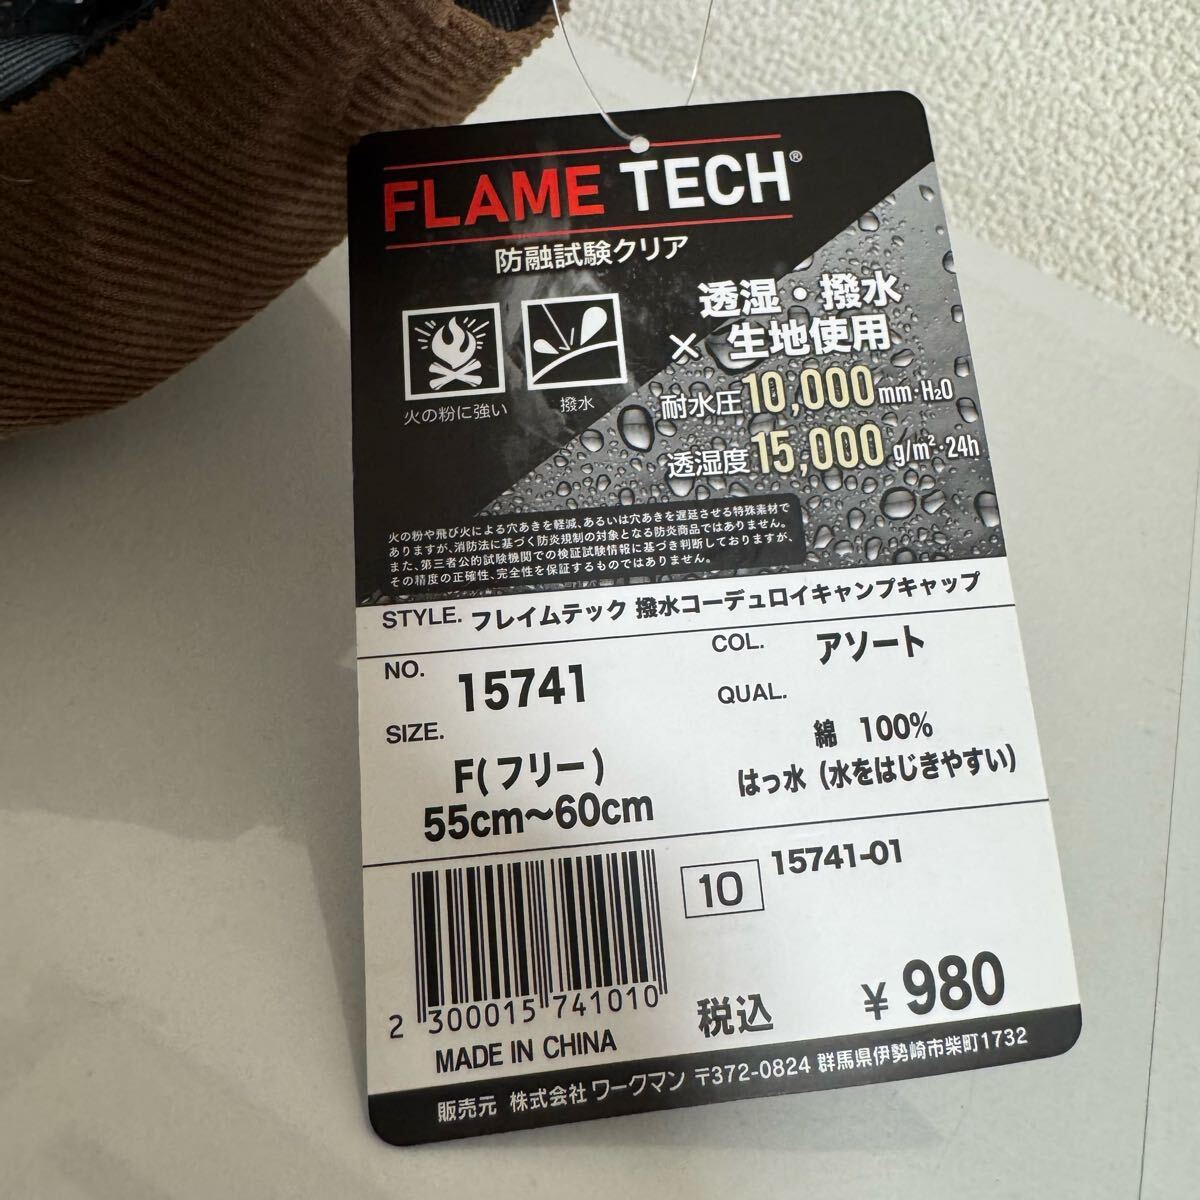 FLAME TECH®
防融試験クリア
火の粉に強い
撥水
透湿・撥水
× 生地使用
耐水圧 10,000 mm・H₂O
透湿度 15,000 g/m²・24h
火の粉や飛び火による穴あきを軽減、あるいは穴あきを遅延させる特殊素材で
ありますが、消防法に基づく防炎規制の対象となる防炎商品ではありません。
また、第三者公的試験機関での検証試験情報に基づき判断しておりますが、
その精度の正確性、完全性を保証するものではありません。
STYLE. フレイムテック 撥水コーデュロイキャンプキャップ
NO. 15741
COL. アソート
SIZE.
F(フリー)
55cm~60cm
QUAL.
綿 100%
はっ水 (水をはじきやすい)
10 15741-01
2 300015 741010
MADE IN CHINA
税込 ¥980
販売元 株式会社 ワークマン 〒372-0824 群馬県伊勢崎市柴町1732